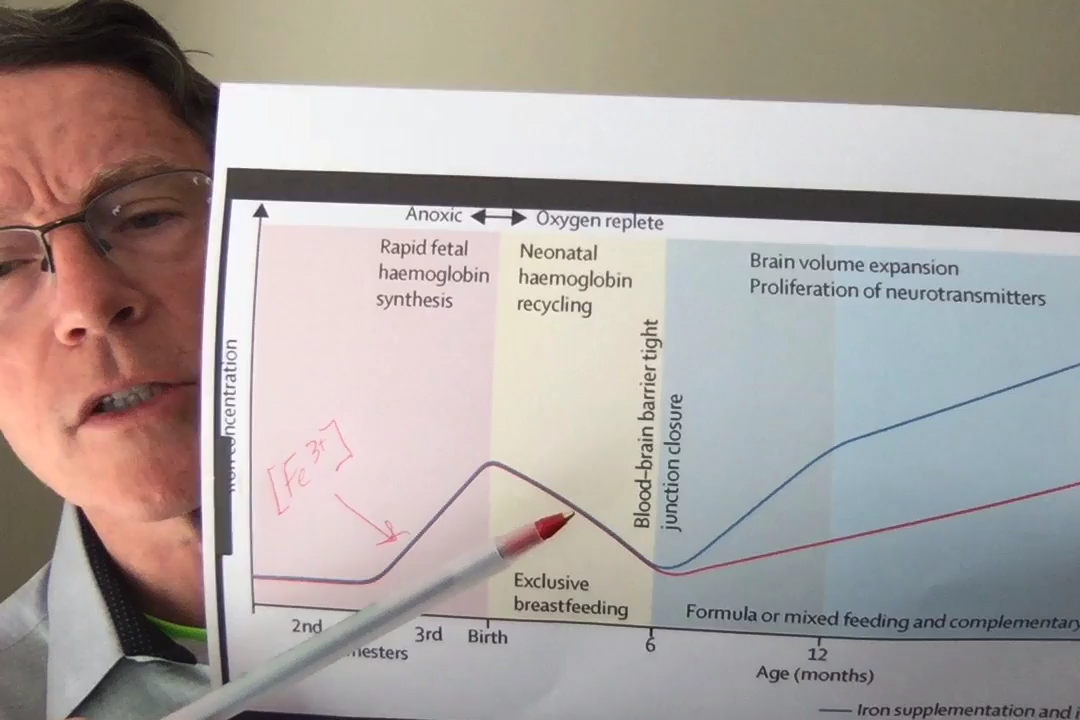 Anoxic Oxygen replete
Rapid fetal
haemoglobin
synthesis
Neonatal
haemoglobin
recycling
Brain volume expansion
Proliferation of neurotransmitters
Blood–brain barrier tight
junction closure
[Fe³⁺]
Exclusive
breastfeeding
Formula or mixed feeding and complementary
2nd
3rd
Birth
6
12
Age (months)
Iron supplementation and